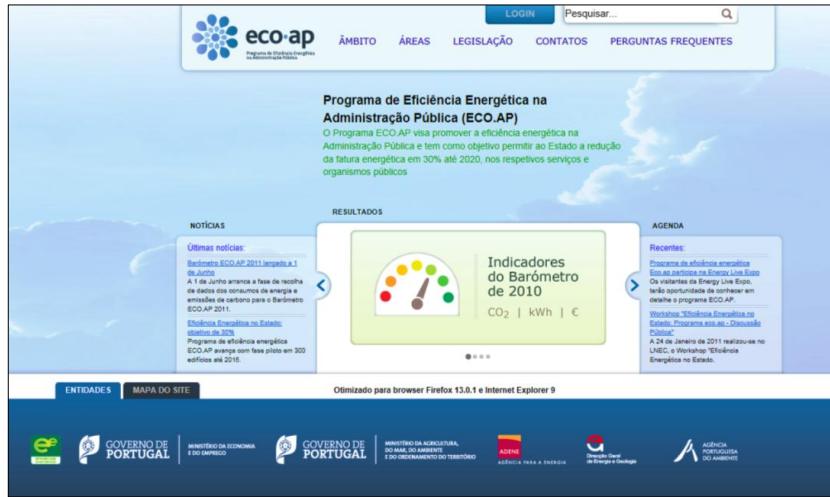 LOGIN
Pesquisar...
eco·ap
Programa de Eficiência Energética
na Administração Pública
ÂMBITO ÁREAS LEGISLAÇÃO CONTATOS PERGUNTAS FREQUENTES
Programa de Eficiência Energética na
Administração Pública (ECO.AP)
O Programa ECO.AP visa promover a eficiência energética na
Administração Pública e tem como objetivo permitir ao Estado a redução
da fatura energética em 30% até 2020, nos respetivos serviços e
organismos públicos
NOTÍCIAS
Últimas notícias:
Barómetro ECO.AP 2011 lançado a 1
de Junho
A 1 de Junho arranca a fase de recolha
de dados dos consumos de energia e
emissões de carbono para o Barómetro
ECO.AP 2011.
Eficiência Energética no Estado:
objetivo de 30%
Programa de eficiência energética
ECO.AP avança com fase piloto em 300
edifícios até 2015.
RESULTADOS
Indicadores
do Barómetro
de 2010
CO2 | kWh | €
AGENDA
Recentes:
Programa de eficiência energética
Eco.ap participa na Energy Live Expo
Os visitantes da Energy Live Expo,
terão oportunidade de conhecer em
detalhe o programa ECO.AP.
Workshop "Eficiência Energética no
Estado: Programa eco.ap - Discussão
Pública"
A 24 de Janeiro de 2011 realizou-se no
LNEC, o Workshop "Eficiência
Energética no Estado.
ENTIDADES MAPA DO SITE
Otimizado para browser Firefox 13.0.1 e Internet Explorer 9
GOVERNO DE
PORTUGAL
MINISTÉRIO DA ECONOMIA
E DO EMPREGO
GOVERNO DE
PORTUGAL
MINISTÉRIO DA AGRICULTURA,
DO MAR, DO AMBIENTE
E DO ORDENAMENTO DO TERRITÓRIO
ADENE
AGÊNCIA PARA A ENERGIA
Direcção Geral
de Energia e Geologia
AGÊNCIA
PORTUGUESA
DO AMBIENTE